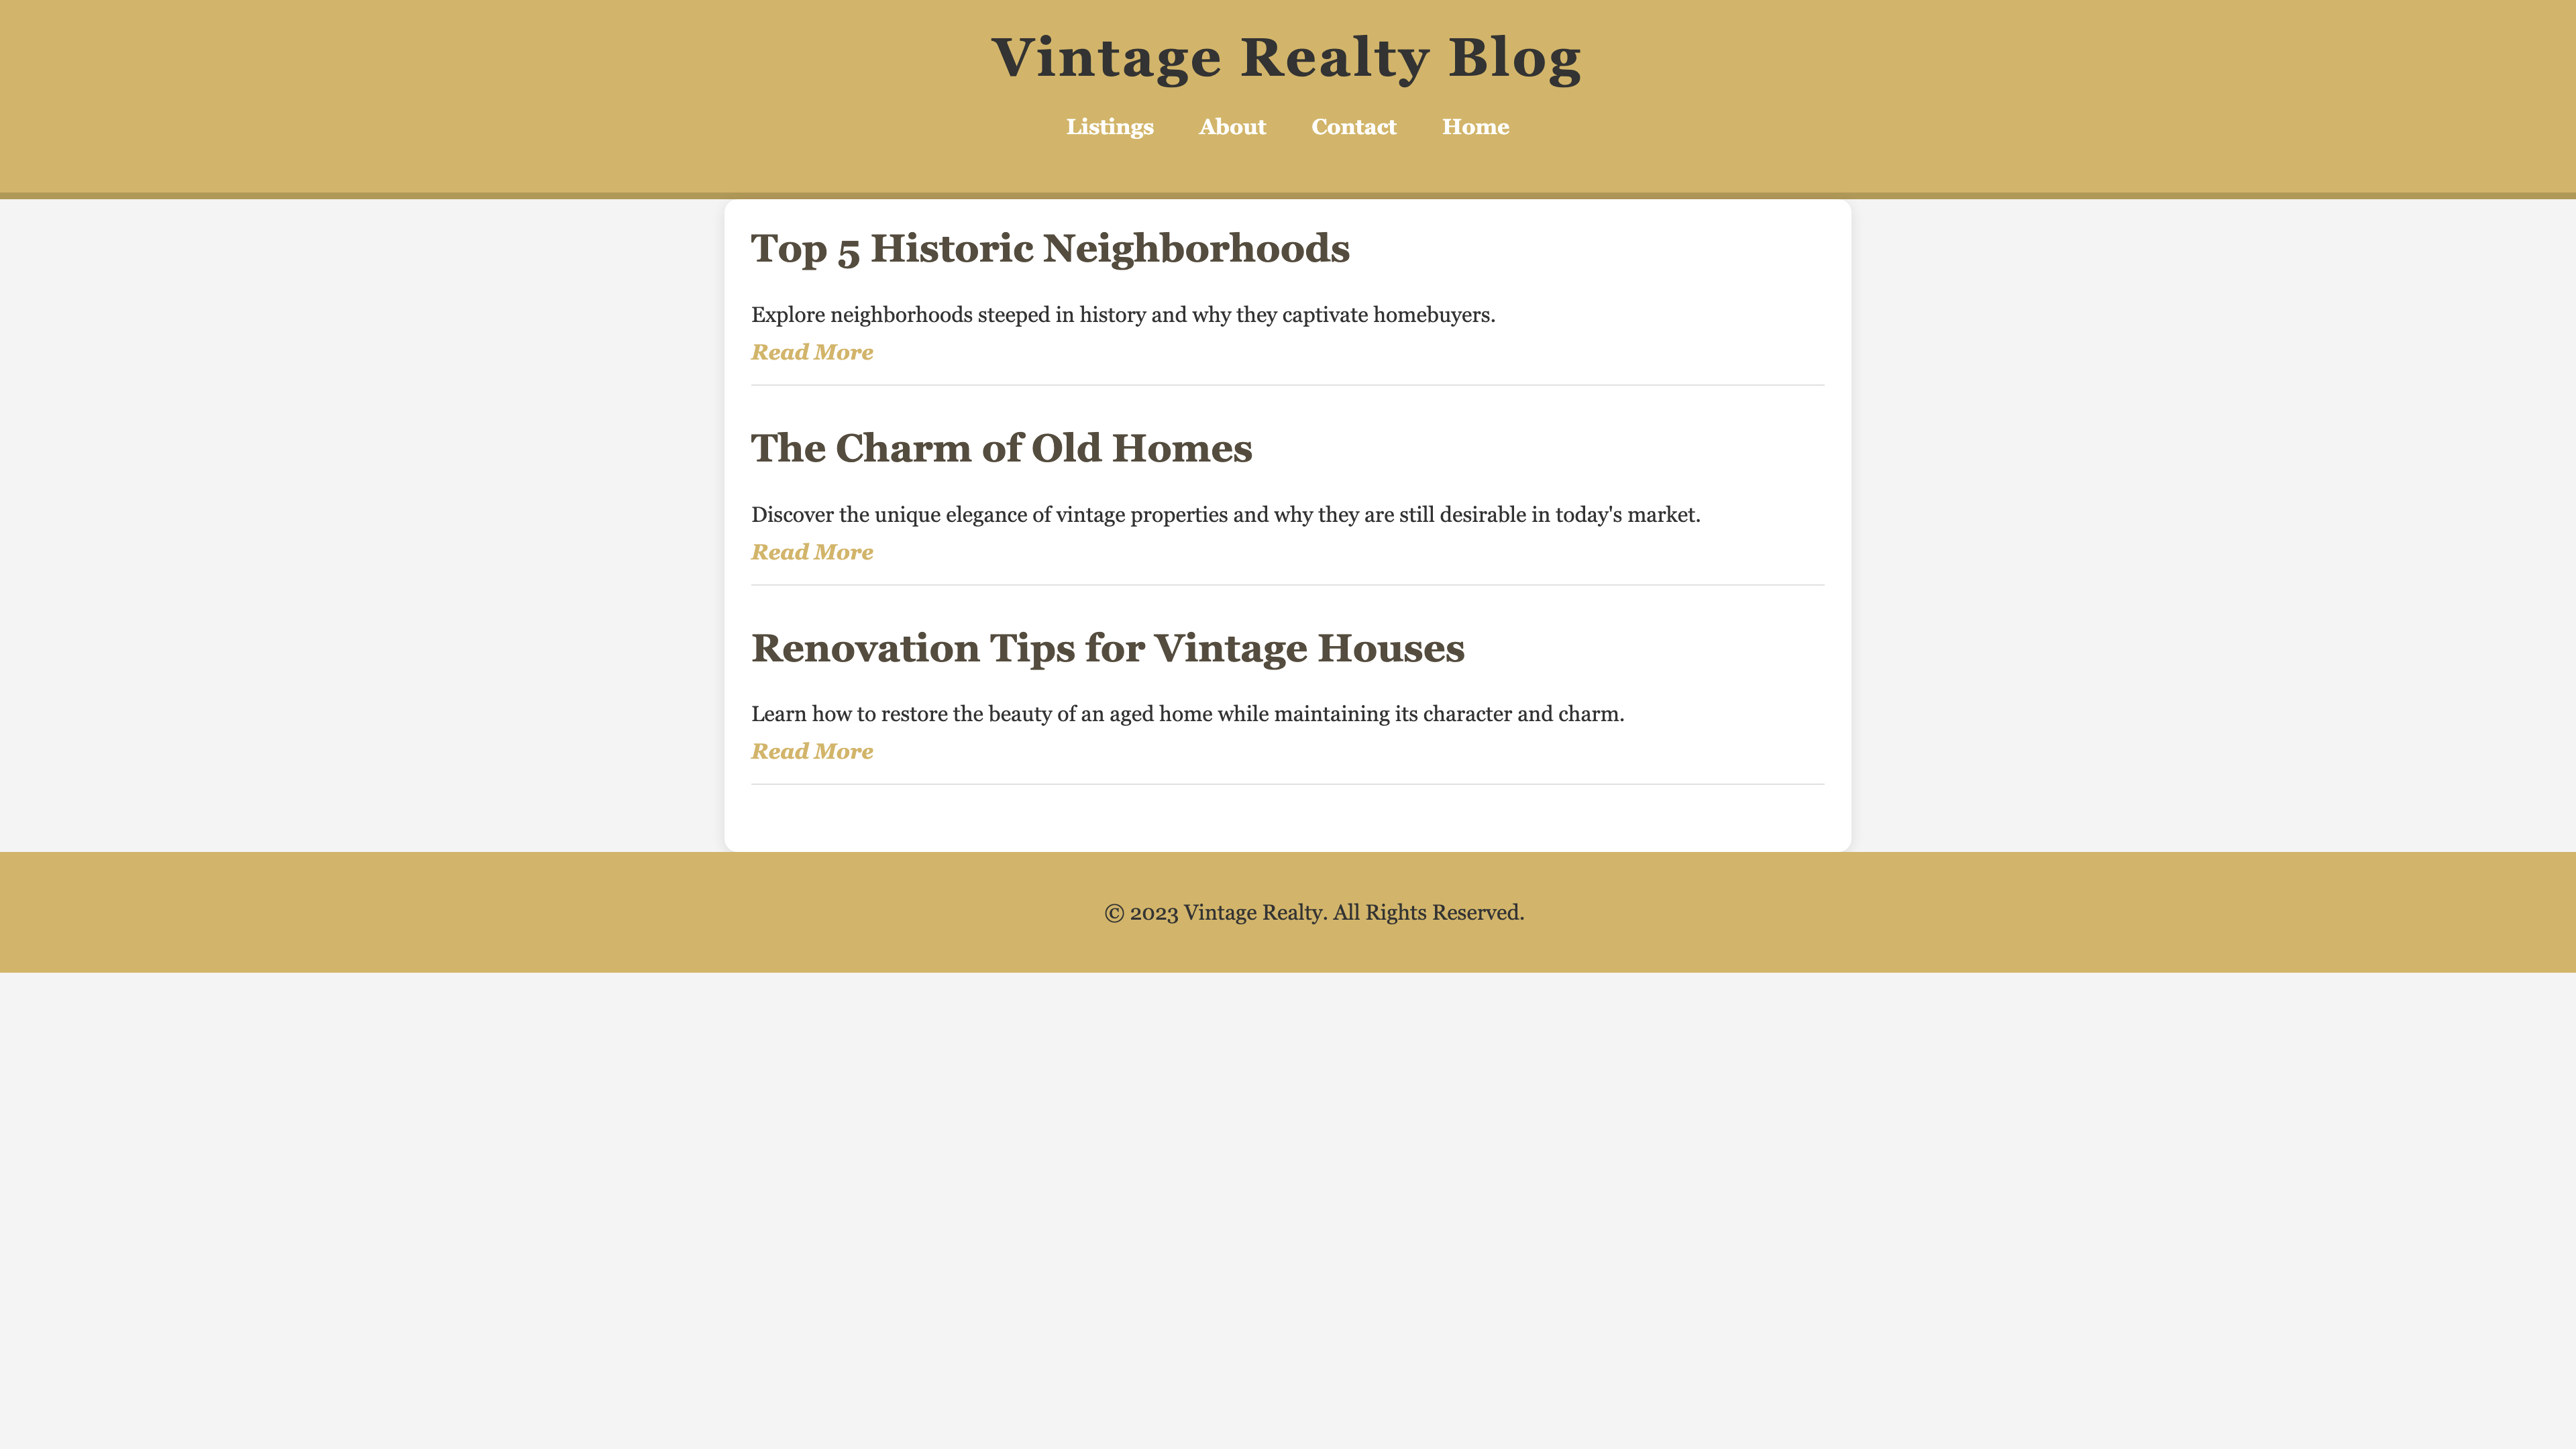 Vintage Realty Blog
Listings About Contact Home
Top 5 Historic Neighborhoods
Explore neighborhoods steeped in history and why they captivate homebuyers.
Read More
The Charm of Old Homes
Discover the unique elegance of vintage properties and why they are still desirable in today's market.
Read More
Renovation Tips for Vintage Houses
Learn how to restore the beauty of an aged home while maintaining its character and charm.
Read More
© 2023 Vintage Realty. All Rights Reserved.